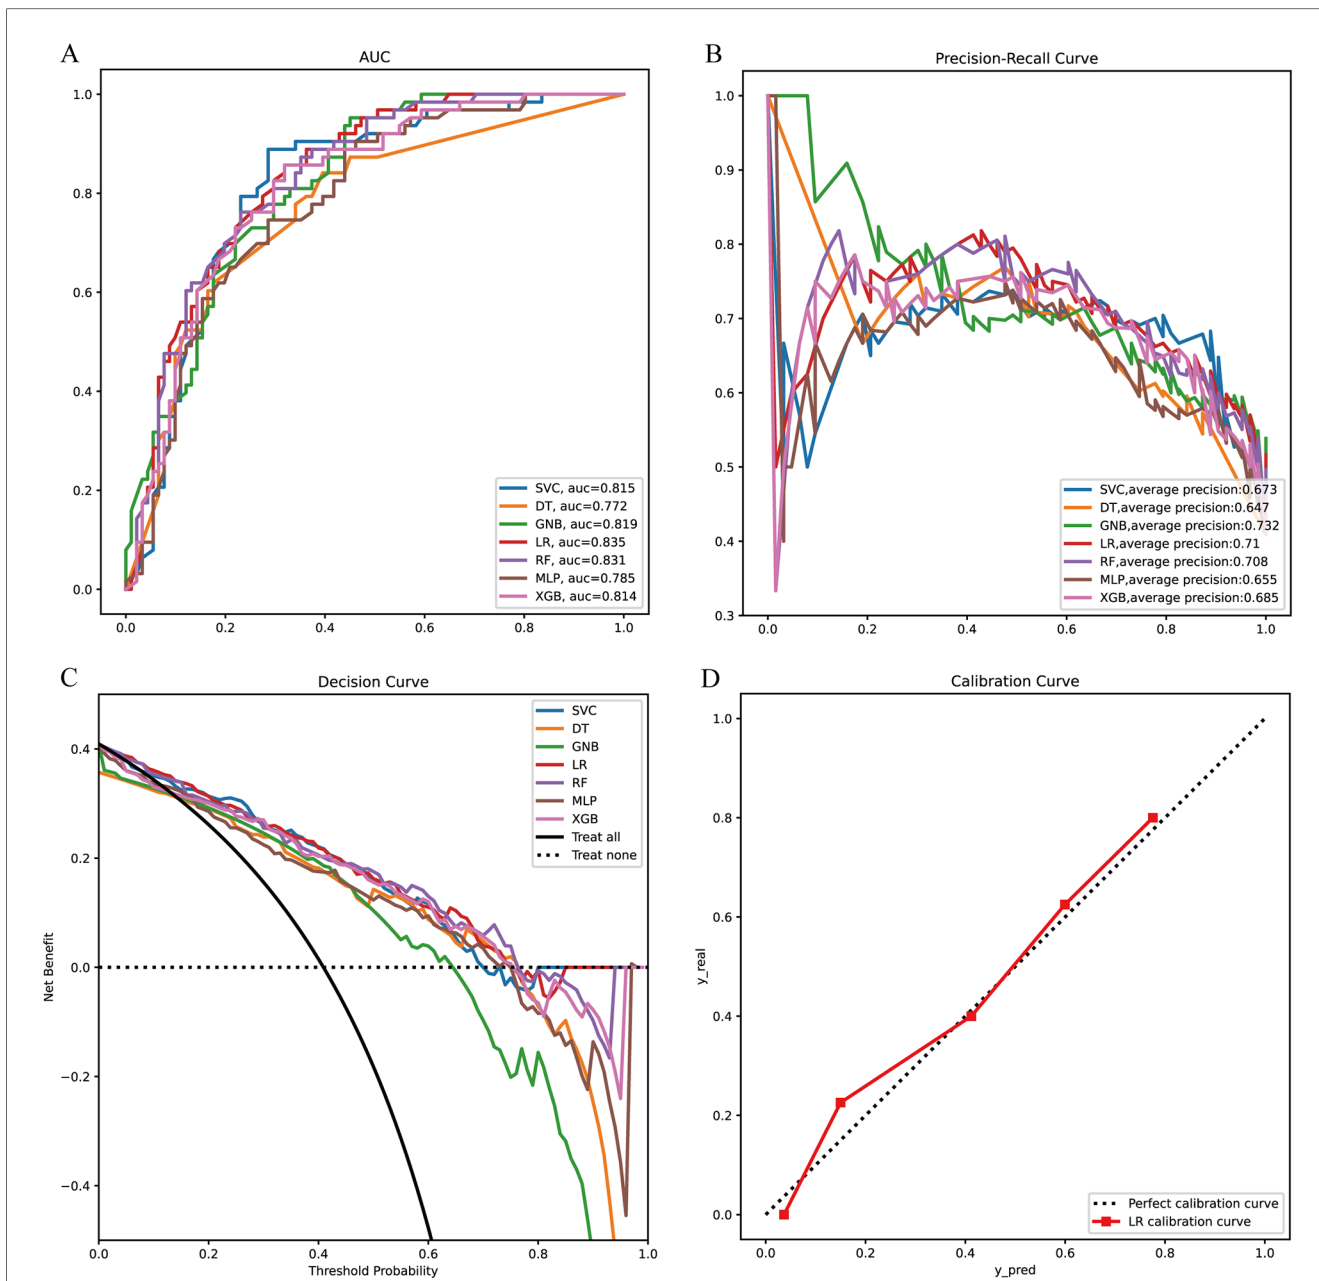 A
AUC
1.0
0.8
0.6
0.4
0.2
0.0
0.0 0.2 0.4 0.6 0.8 1.0
SVC, auc=0.815
DT, auc=0.772
GNB, auc=0.819
LR, auc=0.835
RF, auc=0.831
MLP, auc=0.785
XGB, auc=0.814
B
Precision-Recall Curve
1.0
0.9
0.8
0.7
0.6
0.5
0.4
0.3
0.0 0.2 0.4 0.6 0.8 1.0
SVC,average precision:0.673
DT,average precision:0.647
GNB,average precision:0.732
LR,average precision:0.71
RF,average precision:0.708
MLP,average precision:0.655
XGB,average precision:0.685
C
Decision Curve
Net Benefit
0.4
0.2
0.0
−0.2
−0.4
0.0 0.2 0.4 0.6 0.8 1.0
Threshold Probability
SVC
DT
GNB
LR
RF
MLP
XGB
Treat all
Treat none
D
Calibration Curve
y_real
1.0
0.8
0.6
0.4
0.2
0.0
0.0 0.2 0.4 0.6 0.8 1.0
y_pred
Perfect calibration curve
LR calibration curve